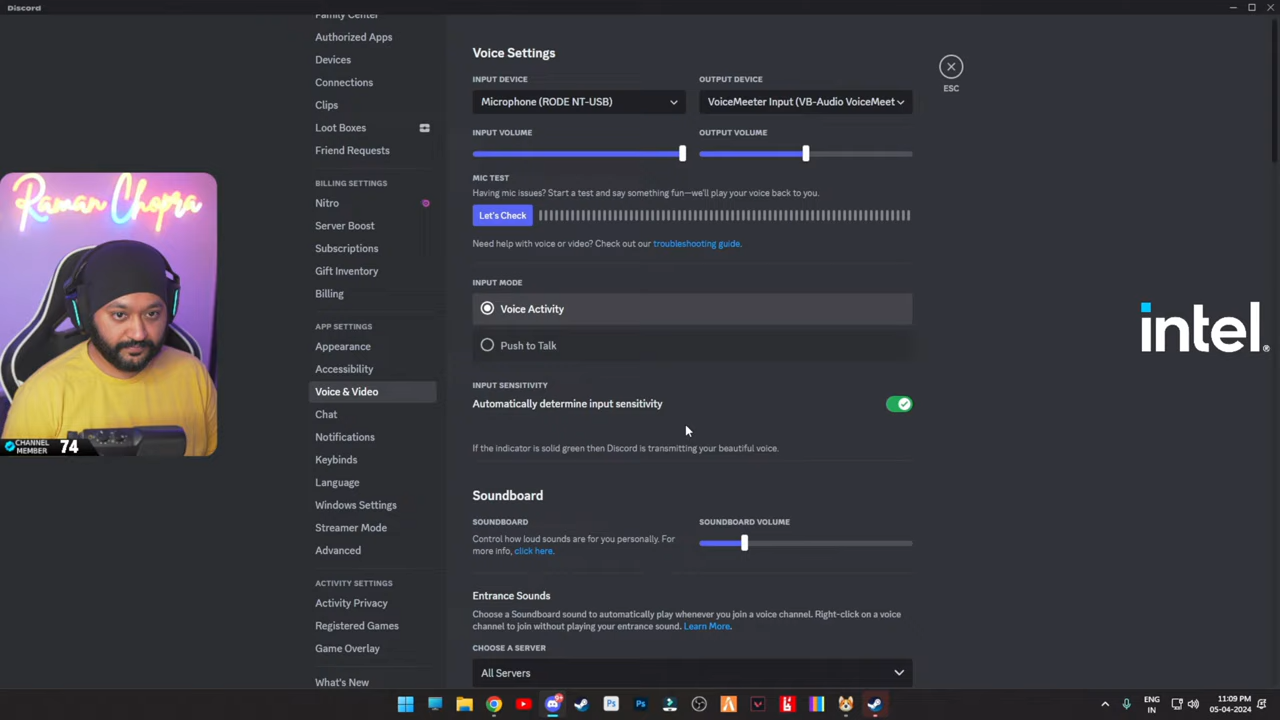 Discord
Family Center
Authorized Apps
Devices
Connections
Clips
Loot Boxes
Friend Requests
BILLING SETTINGS
Nitro
Server Boost
Subscriptions
Gift Inventory
Billing
APP SETTINGS
Appearance
Accessibility
Voice & Video
Chat
Notifications
Keybinds
Language
Windows Settings
Streamer Mode
Advanced
ACTIVITY SETTINGS
Activity Privacy
Registered Games
Game Overlay
What's New
Voice Settings
INPUT DEVICE
Microphone (RODE NT-USB)
OUTPUT DEVICE
VoiceMeeter Input (VB-Audio VoiceMeet
INPUT VOLUME
OUTPUT VOLUME
MIC TEST
Having mic issues? Start a test and say something fun—we'll play your voice back to you.
Let's Check
Need help with voice or video? Check out our troubleshooting guide.
INPUT MODE
Voice Activity
Push to Talk
INPUT SENSITIVITY
Automatically determine input sensitivity
If the indicator is solid green then Discord is transmitting your beautiful voice.
Soundboard
SOUNDBOARD
Control how loud sounds are for you personally. For
more info, click here.
SOUNDBOARD VOLUME
Entrance Sounds
Choose a Soundboard sound to automatically play whenever you join a voice channel. Right-click on a voice
channel to join without playing your entrance sound. Learn More.
CHOOSE A SERVER
All Servers
ESC
Raman Chopra
CHANNEL
MEMBER
74
intel
Ps
Ps
ENG
IN
11:09 PM
05-04-2024